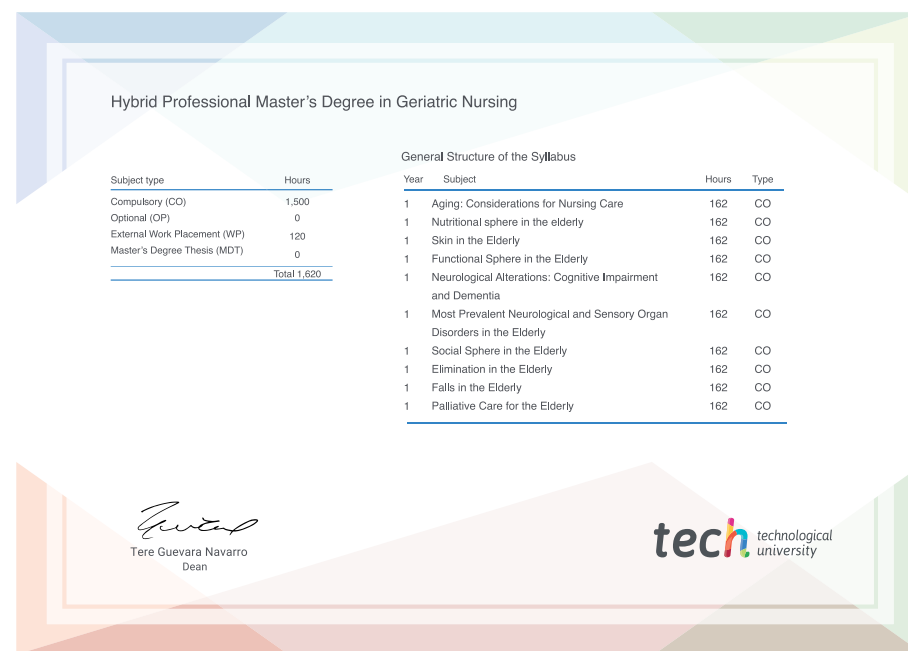 Hybrid Professional Master's Degree in Geriatric Nursing
General Structure of the Syllabus
Subject type Hours
Compulsory (CO) 1,500
Optional (OP) 0
External Work Placement (WP) 120
Master's Degree Thesis (MDT) 0
Total 1,620
Year Subject Hours Type
1 Aging: Considerations for Nursing Care 162 CO
1 Nutritional sphere in the elderly 162 CO
1 Skin in the Elderly 162 CO
1 Functional Sphere in the Elderly 162 CO
1 Neurological Alterations: Cognitive Impairment 162 CO
and Dementia
1 Most Prevalent Neurological and Sensory Organ 162 CO
Disorders in the Elderly
1 Social Sphere in the Elderly 162 CO
1 Elimination in the Elderly 162 CO
1 Falls in the Elderly 162 CO
1 Palliative Care for the Elderly 162 CO
Tere Guevara Navarro
Dean
tech technological
university